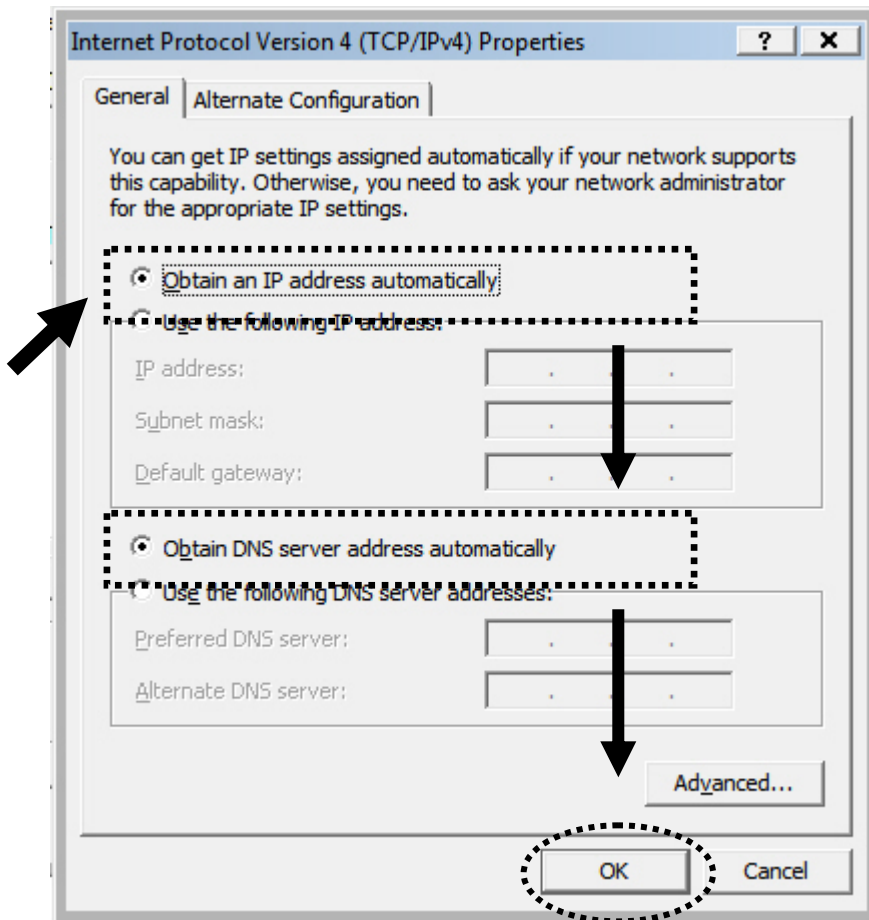 Internet Protocol Version 4 (TCP/IPv4) Properties
General
Alternate Configuration
You can get IP settings assigned automatically if your network supports
this capability. Otherwise, you need to ask your network administrator
for the appropriate IP settings.
Obtain an IP address automatically
Use the following IP address:
IP address:
Subnet mask:
Default gateway:
Obtain DNS server address automatically
Use the following DNS server addresses:
Preferred DNS server:
Alternate DNS server:
Advanced...
OK
Cancel